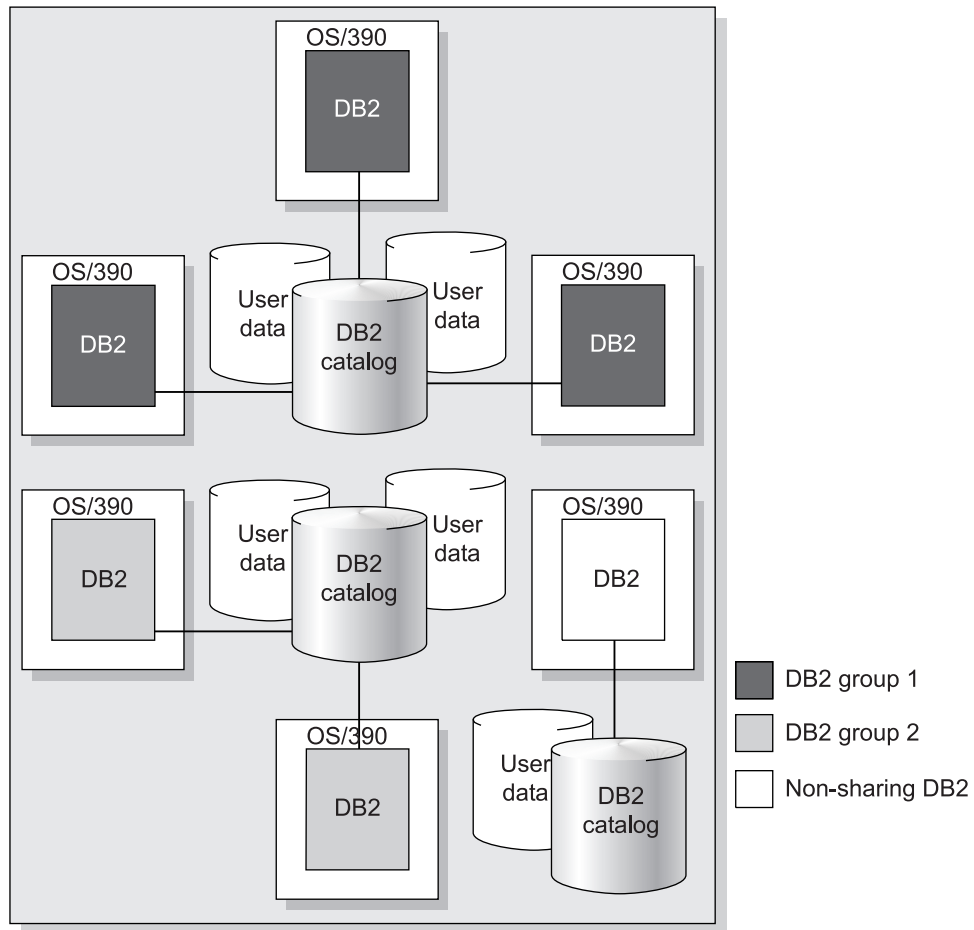 OS/390
DB2
OS/390
DB2
User
data
DB2
catalog
User
data
OS/390
DB2
OS/390
DB2
User
data
DB2
catalog
User
data
OS/390
DB2
OS/390
DB2
User
data
DB2
catalog
DB2 group 1
DB2 group 2
Non-sharing DB2